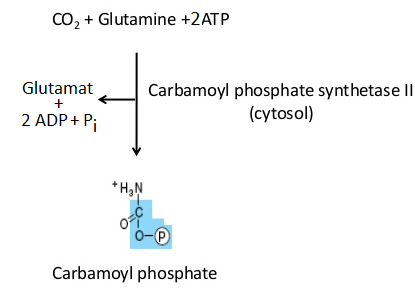 CO₂ + Glutamine +2ATP
Carbamoyl phosphate synthetase II
(cytosol)
Glutamat
+
2 ADP + Pi
⁺H₃N
C
O
O–P
Carbamoyl phosphate